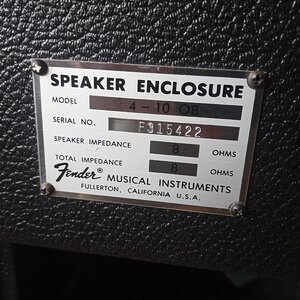 SPEAKER ENCLOSURE
MODEL 4-10 OB
SERIAL NO. F315422
SPEAKER IMPEDANCE 8 OHMS
TOTAL IMPEDANCE 8 OHMS
Fender® MUSICAL INSTRUMENTS
FULLERTON, CALIFORNIA U.S.A.